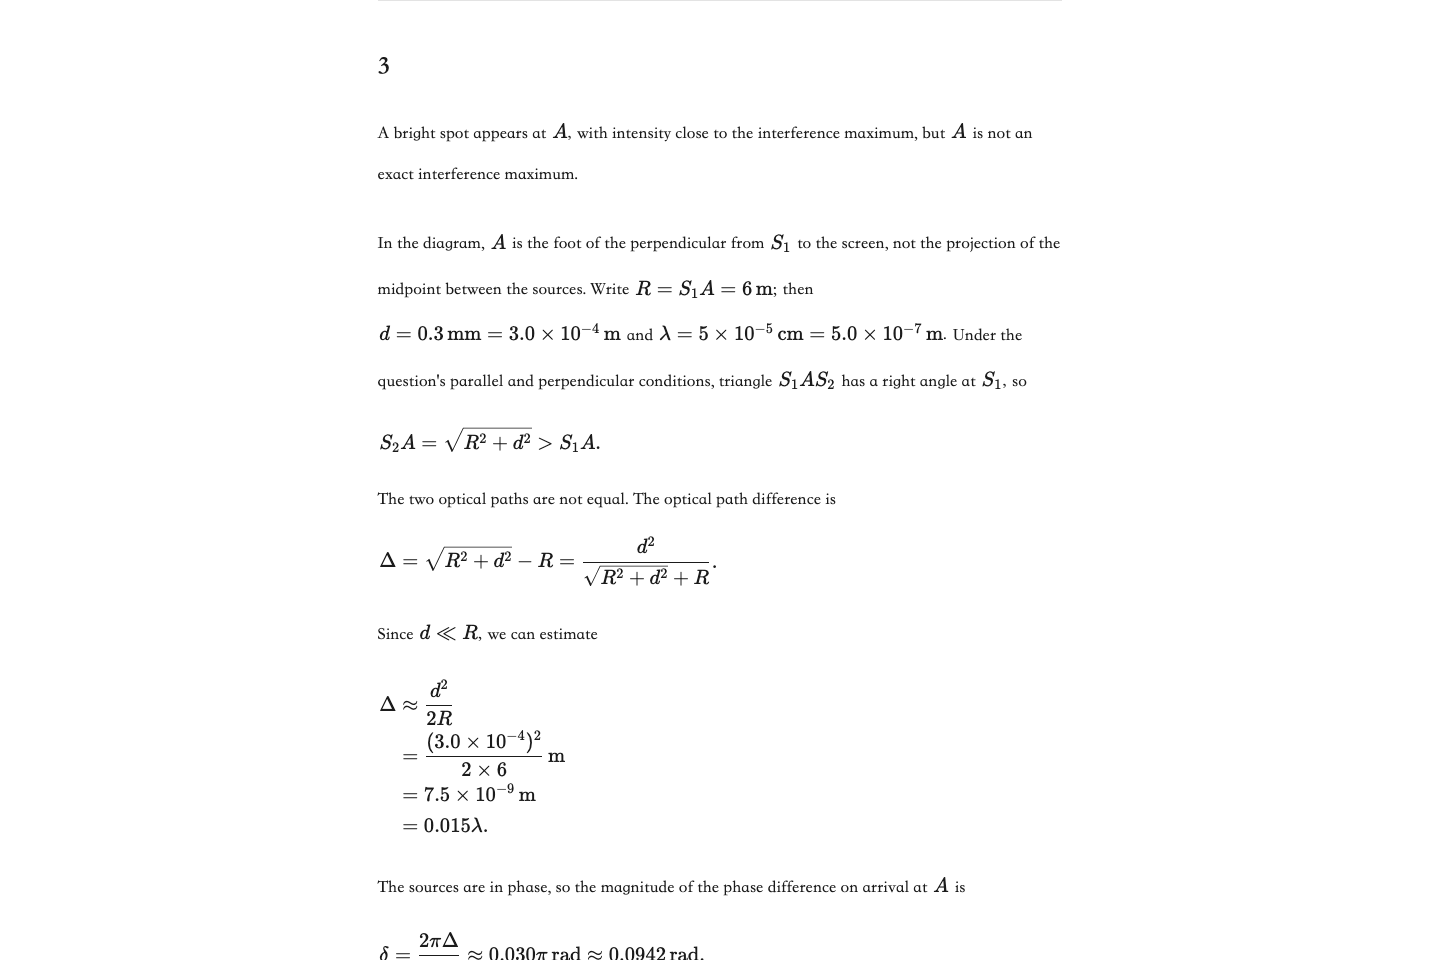 3
A bright spot appears at A, with intensity close to the interference maximum, but A is not an
exact interference maximum.
In the diagram, A is the foot of the perpendicular from S₁ to the screen, not the projection of the
midpoint between the sources. Write R = S₁A = 6 m; then
d = 0.3 mm = 3.0 × 10⁻⁴ m and λ = 5 × 10⁻⁵ cm = 5.0 × 10⁻⁷ m. Under the
question's parallel and perpendicular conditions, triangle S₁AS₂ has a right angle at S₁, so
S₂A = √(R² + d²) > S₁A.
The two optical paths are not equal. The optical path difference is
Δ = √(R² + d²) − R = d² / (√(R² + d²) + R).
Since d ≪ R, we can estimate
Δ ≈ d² / 2R
= (3.0 × 10⁻⁴)² / (2 × 6) m
= 7.5 × 10⁻⁹ m
= 0.015λ.
The sources are in phase, so the magnitude of the phase difference on arrival at A is
δ = 2πΔ ≈ 0.030π rad ≈ 0.0942 rad.